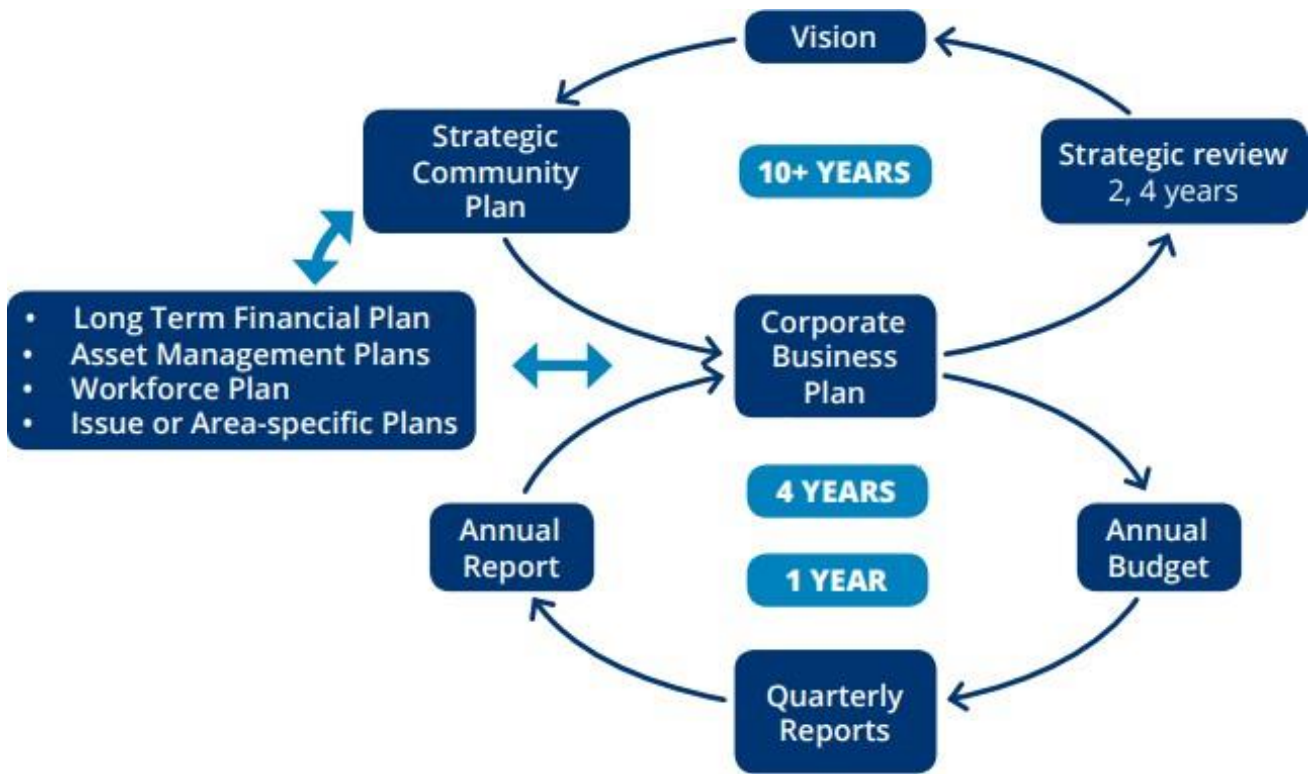 Vision
Strategic
Community
Plan
10+ YEARS
Strategic review
2, 4 years
• Long Term Financial Plan
• Asset Management Plans
• Workforce Plan
• Issue or Area-specific Plans
Corporate
Business
Plan
4 YEARS
Annual
Report
1 YEAR
Annual
Budget
Quarterly
Reports